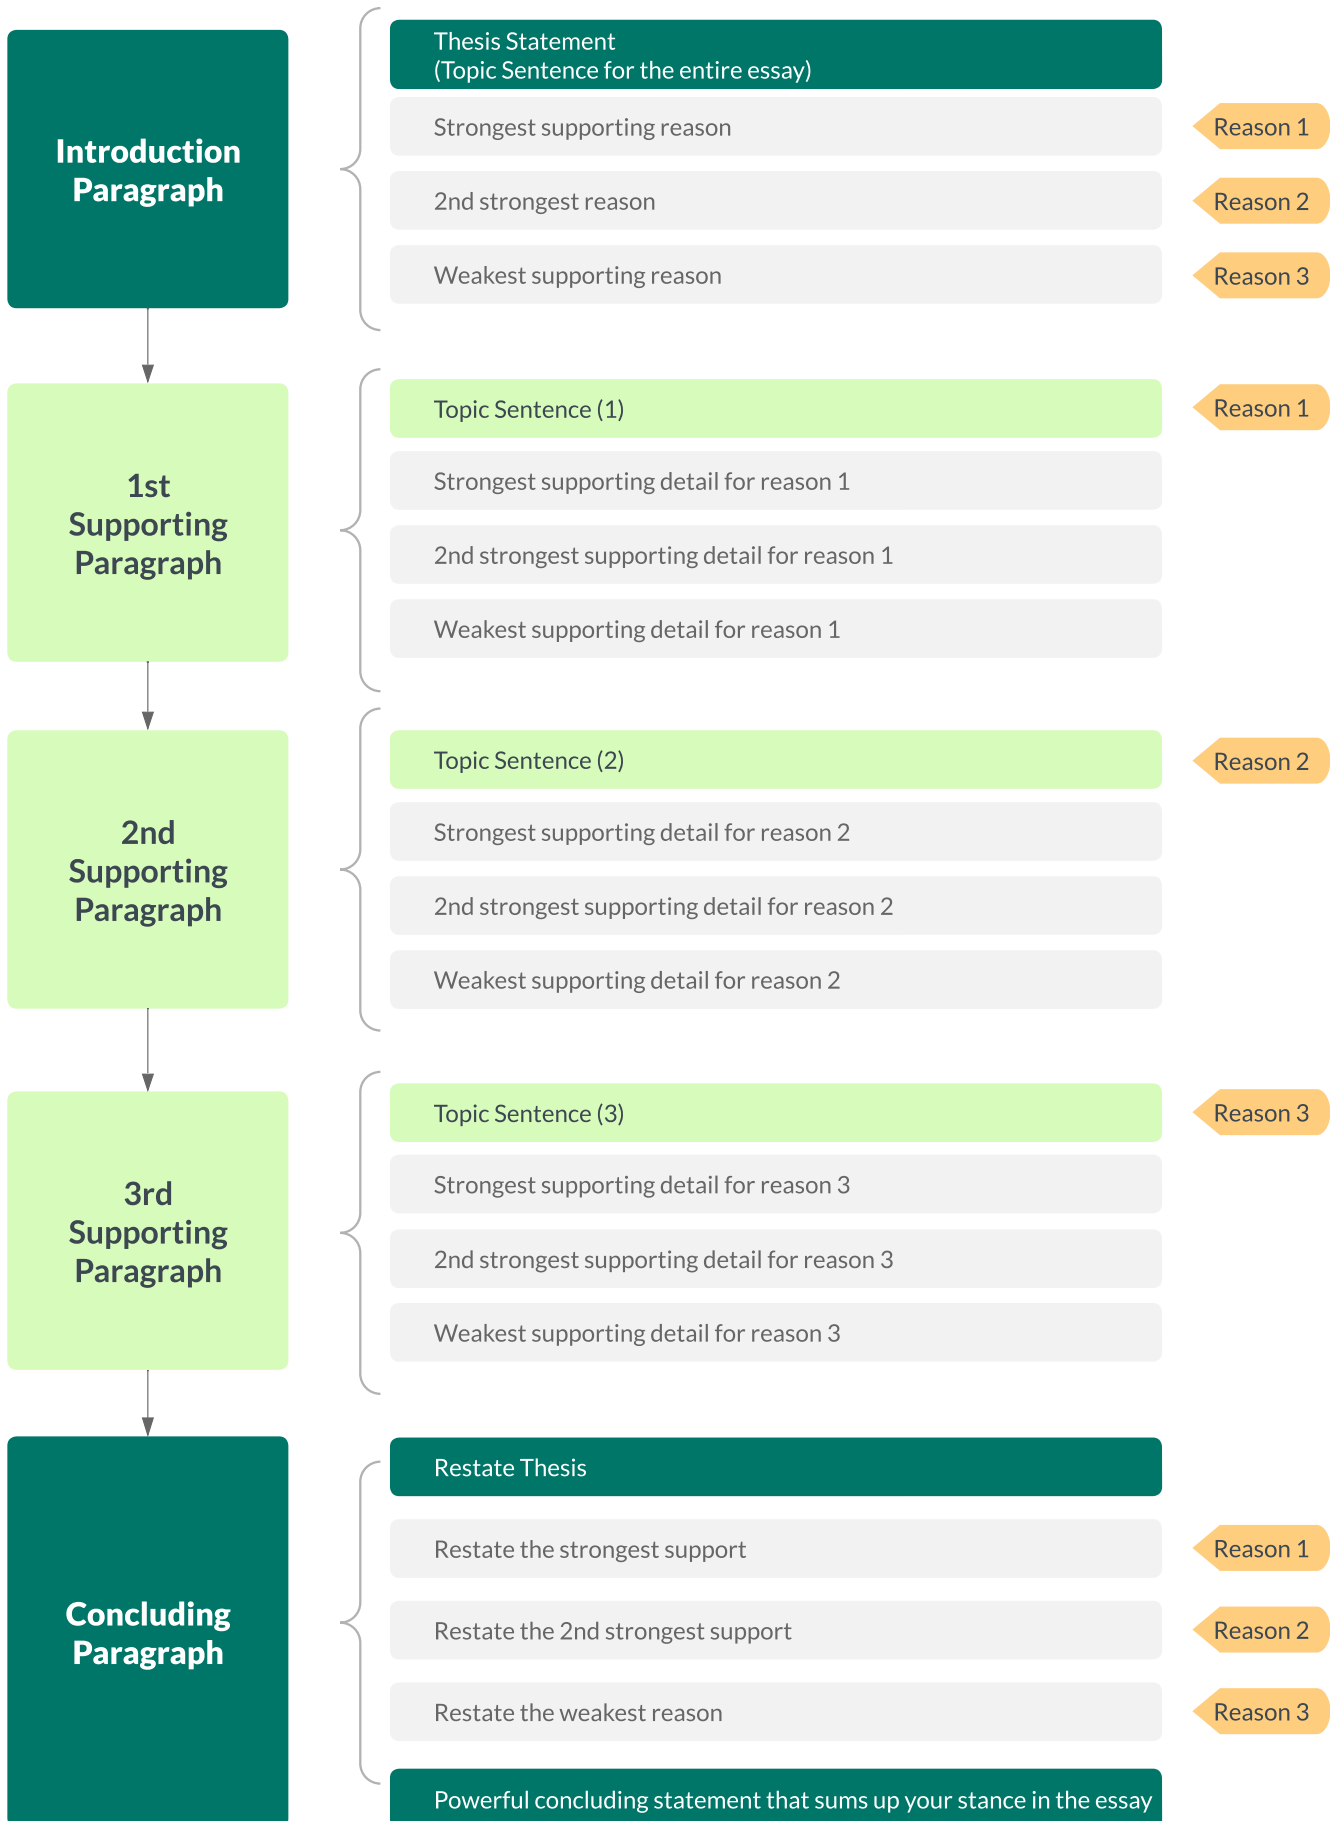 Introduction
Paragraph
Thesis Statement
(Topic Sentence for the entire essay)
Strongest supporting reason
Reason 1
2nd strongest reason
Reason 2
Weakest supporting reason
Reason 3
1st
Supporting
Paragraph
Topic Sentence (1)
Reason 1
Strongest supporting detail for reason 1
2nd strongest supporting detail for reason 1
Weakest supporting detail for reason 1
2nd
Supporting
Paragraph
Topic Sentence (2)
Reason 2
Strongest supporting detail for reason 2
2nd strongest supporting detail for reason 2
Weakest supporting detail for reason 2
3rd
Supporting
Paragraph
Topic Sentence (3)
Reason 3
Strongest supporting detail for reason 3
2nd strongest supporting detail for reason 3
Weakest supporting detail for reason 3
Concluding
Paragraph
Restate Thesis
Restate the strongest support
Reason 1
Restate the 2nd strongest support
Reason 2
Restate the weakest reason
Reason 3
Powerful concluding statement that sums up your stance in the essay